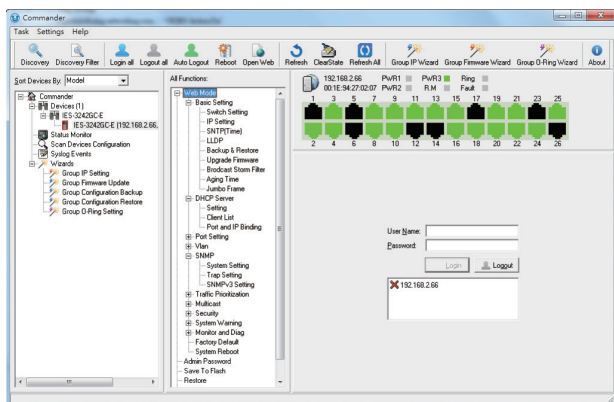 Commander
Task Settings Help
Discovery Discovery Filter Login all Logout all Auto Logout Reboot Open Web Refresh ClearState Refresh All Group IP Wizard Group Firmware Wizard Group O-Ring Wizard About
Sort Devices By: Model
Commander
Devices (1)
IES-3242GC-E
IES-3242GC-E [192.168.2.66,
Status Monitor
Scan Devices Configuration
Syslog Events
Wizards
Group IP Setting
Group Firmware Update
Group Configuration Backup
Group Configuration Restore
Group O-Ring Setting
All Functions:
Web Mode
Basic Setting
Switch Setting
IP Setting
SNTP(Time)
LLDP
Backup & Restore
Upgrade Firmware
Brodcast Storm Filter
Aging Time
Jumbo Frame
DHCP Server
Setting
Client List
Port and IP Binding
Port Setting
Vlan
SNMP
System Setting
Trap Setting
SNMPv3 Setting
Traffic Prioritization
Multicast
Security
System Warning
Monitor and Diag
Factory Default
System Reboot
Admin Password
Save To Flash
Restore
192.168.2.66 PWR1 PWR3 Ring
00:1E:94:27:02:07 PWR2 R.M Fault
1 3 5 7 9 11 13 15 17 19 21 23 25
2 4 6 8 10 12 14 16 18 20 22 24 26
User Name:
Password:
Login Logout
192.168.2.66